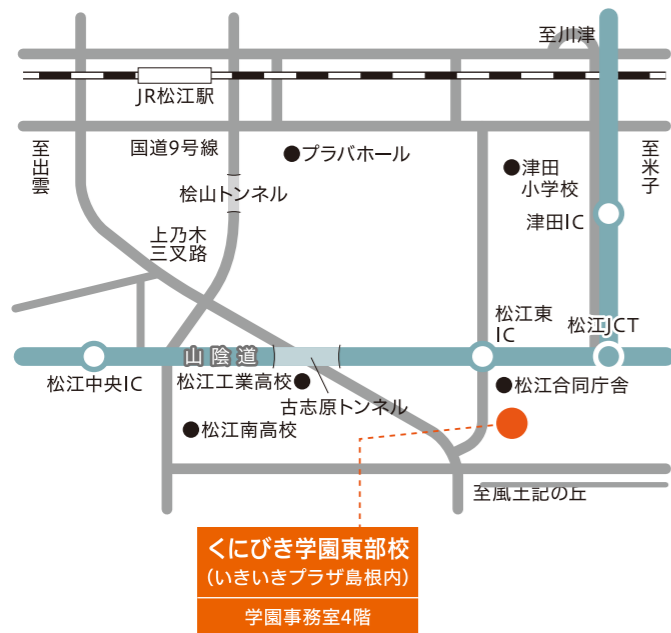 至川津
JR松江駅
至出雲
国道9号線
プラバホール
津田
小学校
至米子
桧山トンネル
津田IC
上乃木
三叉路
松江東
IC
松江JCT
山陰道
松江中央IC
松江工業高校
松江合同庁舎
古志原トンネル
松江南高校
至風土記の丘
くにびき学園東部校
(いきいきプラザ島根内)
学園事務室4階